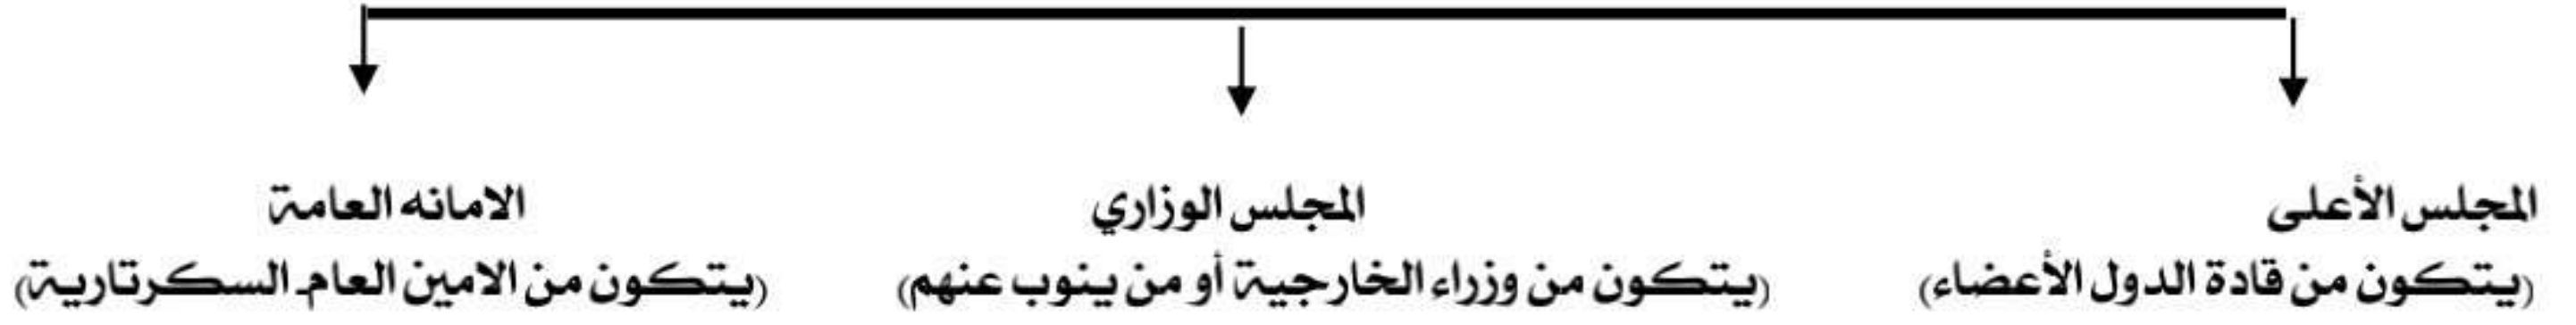 المجلس الأعلى
(يتكون من قادة الدول الأعضاء)
المجلس الوزاري
(يتكون من وزراء الخارجية أو من ينوب عنهم)
الامانه العامة
(يتكون من الامين العام. السكرتارية)